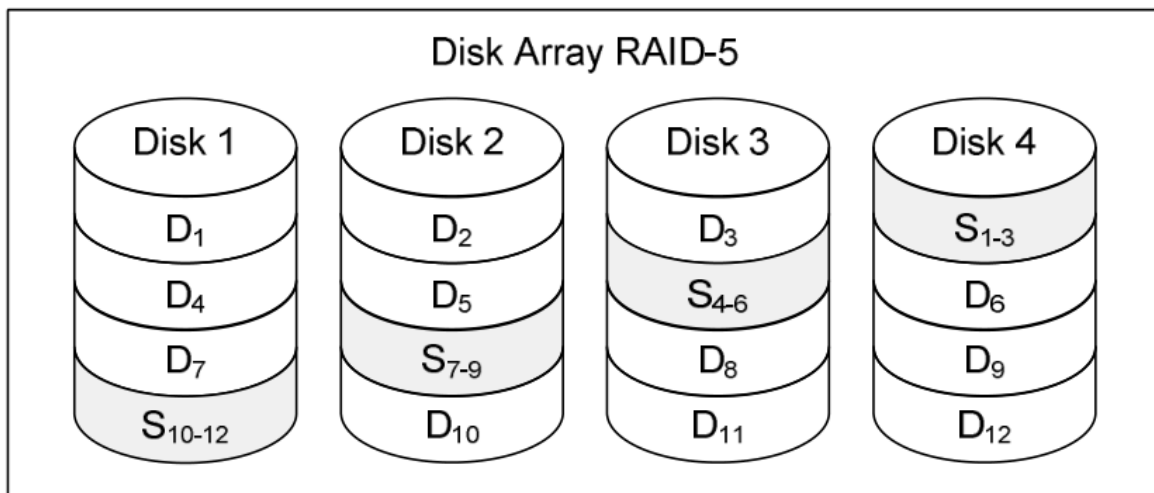 Disk Array RAID-5
Disk 1 Disk 2 Disk 3 Disk 4
D₁ D₂ D₃ S₁₋₃
D₄ D₅ S₄₋₆ D₆
D₇ S₇₋₉ D₈ D₉
S₁₀₋₁₂ D₁₀ D₁₁ D₁₂